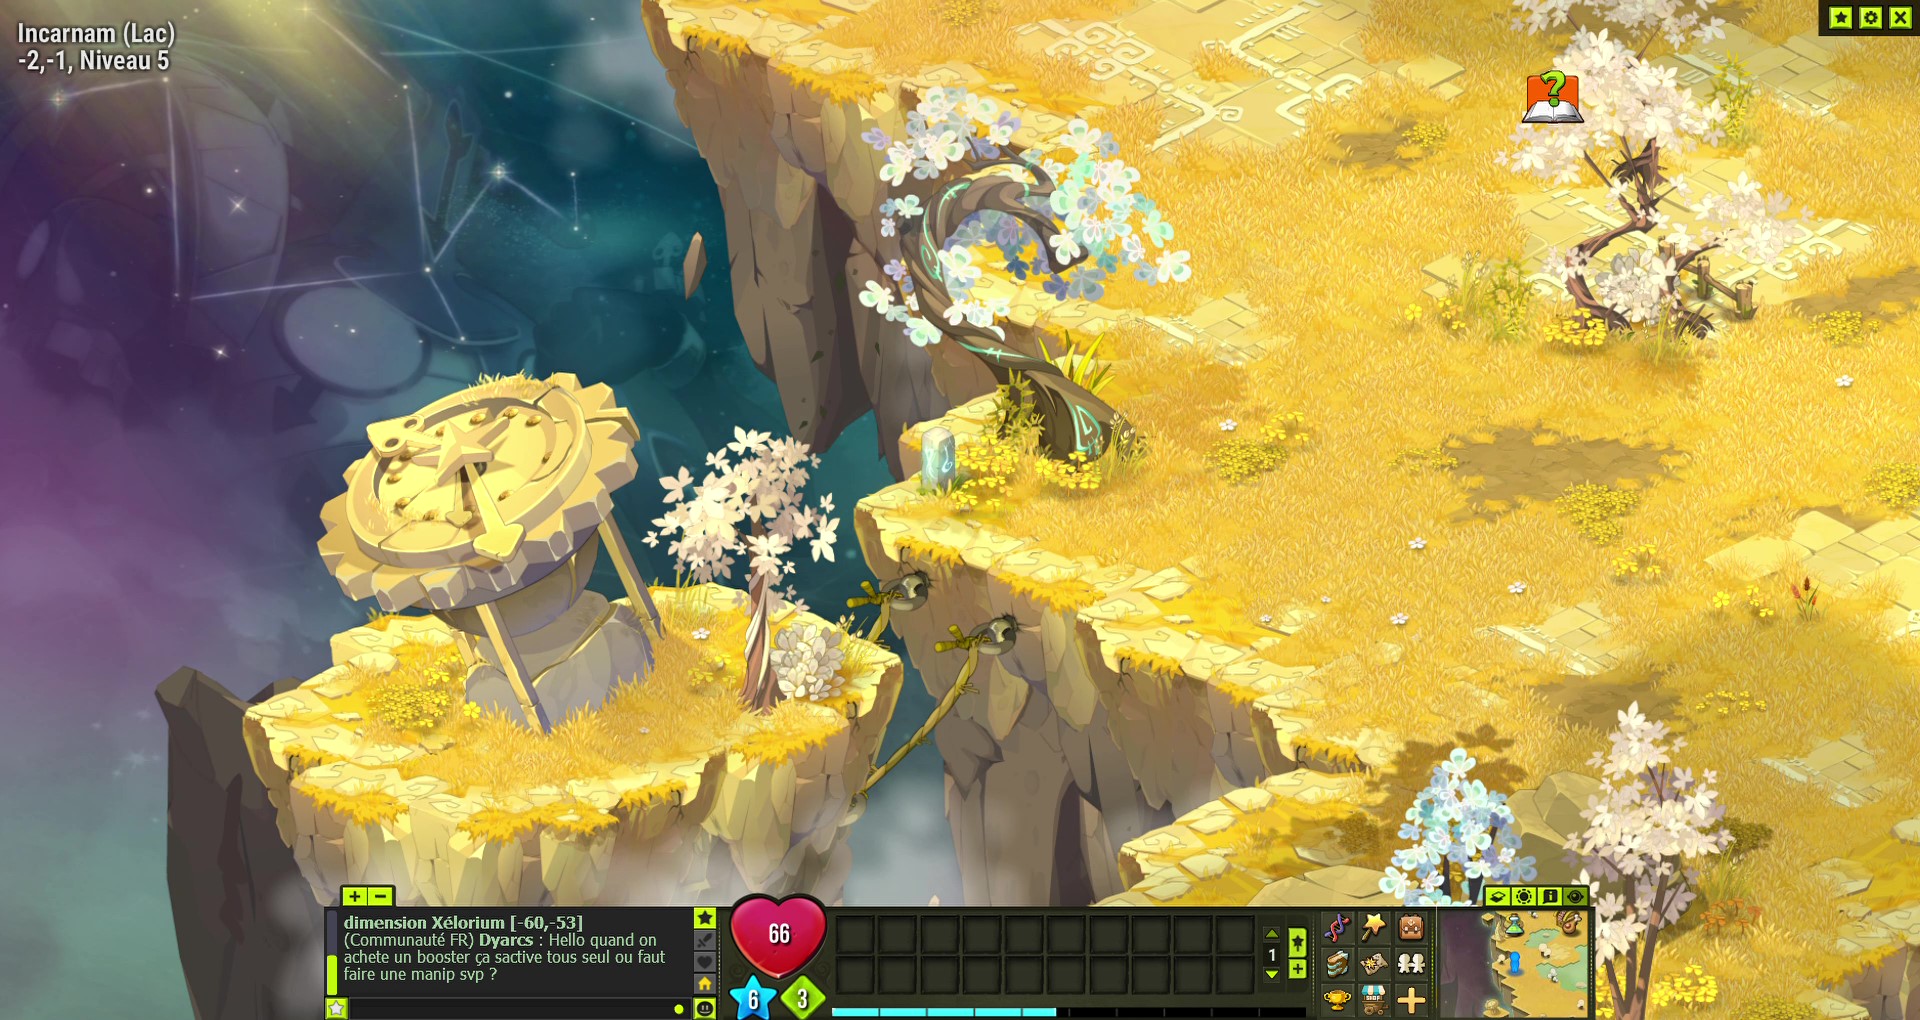 Incarnam (Lac)
-2,-1, Niveau 5
dimension Xélorium [-60,-53]
(Communauté FR) Dyarcs : Hello quand on
achete un booster ça sactive tous seul ou faut
faire une manip svp ?
66
6
3
1
SHOP